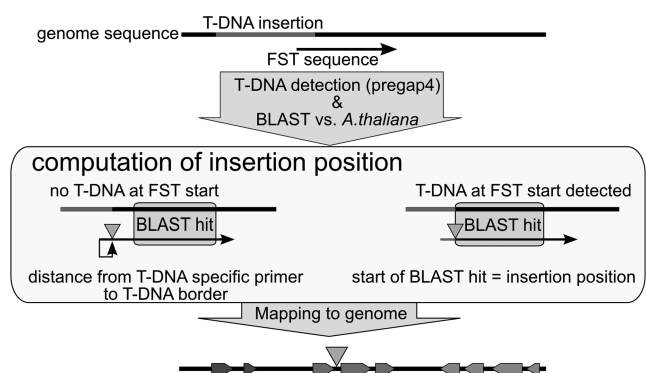 T-DNA insertion
genome sequence
FST sequence
T-DNA detection (pregap4)
&
BLAST vs. A.thaliana
computation of insertion position
no T-DNA at FST start
BLAST hit
distance from T-DNA specific primer
to T-DNA border
T-DNA at FST start detected
BLAST hit
start of BLAST hit = insertion position
Mapping to genome